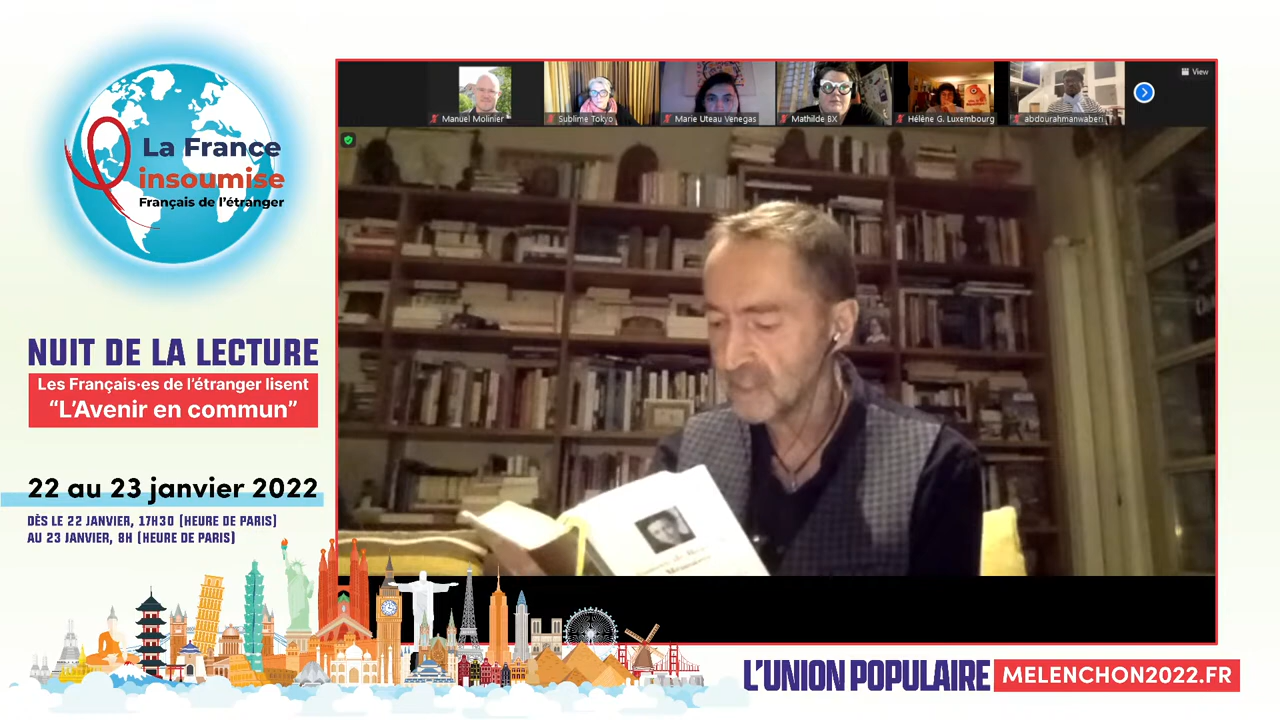 La France
insoumise
Français de l'étranger
NUIT DE LA LECTURE
Les Français·es de l'étranger lisent
“L'Avenir en commun”
22 au 23 janvier 2022
DÈS LE 22 JANVIER, 17H30 (HEURE DE PARIS)
AU 23 JANVIER, 8H (HEURE DE PARIS)
View
Manuel Molinier
Sublime Tokyo
Marie Uteau Venegas
Mathilde BX
Hélène G. Luxembourg
abdourahmanwaberi
L'UNION POPULAIRE
MELENCHON2022.FR